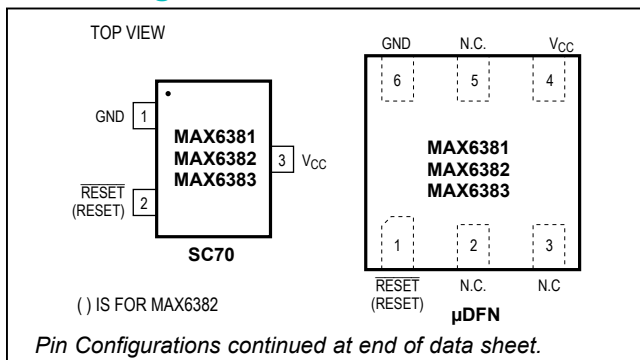 TOP VIEW
GND 1
MAX6381
MAX6382
MAX6383
3 VCC
RESET
(RESET)
2
SC70
( ) IS FOR MAX6382
GND N.C. VCC
6 5 4
MAX6381
MAX6382
MAX6383
1 2 3
RESET
(RESET)
N.C. N.C
µDFN
Pin Configurations continued at end of data sheet.